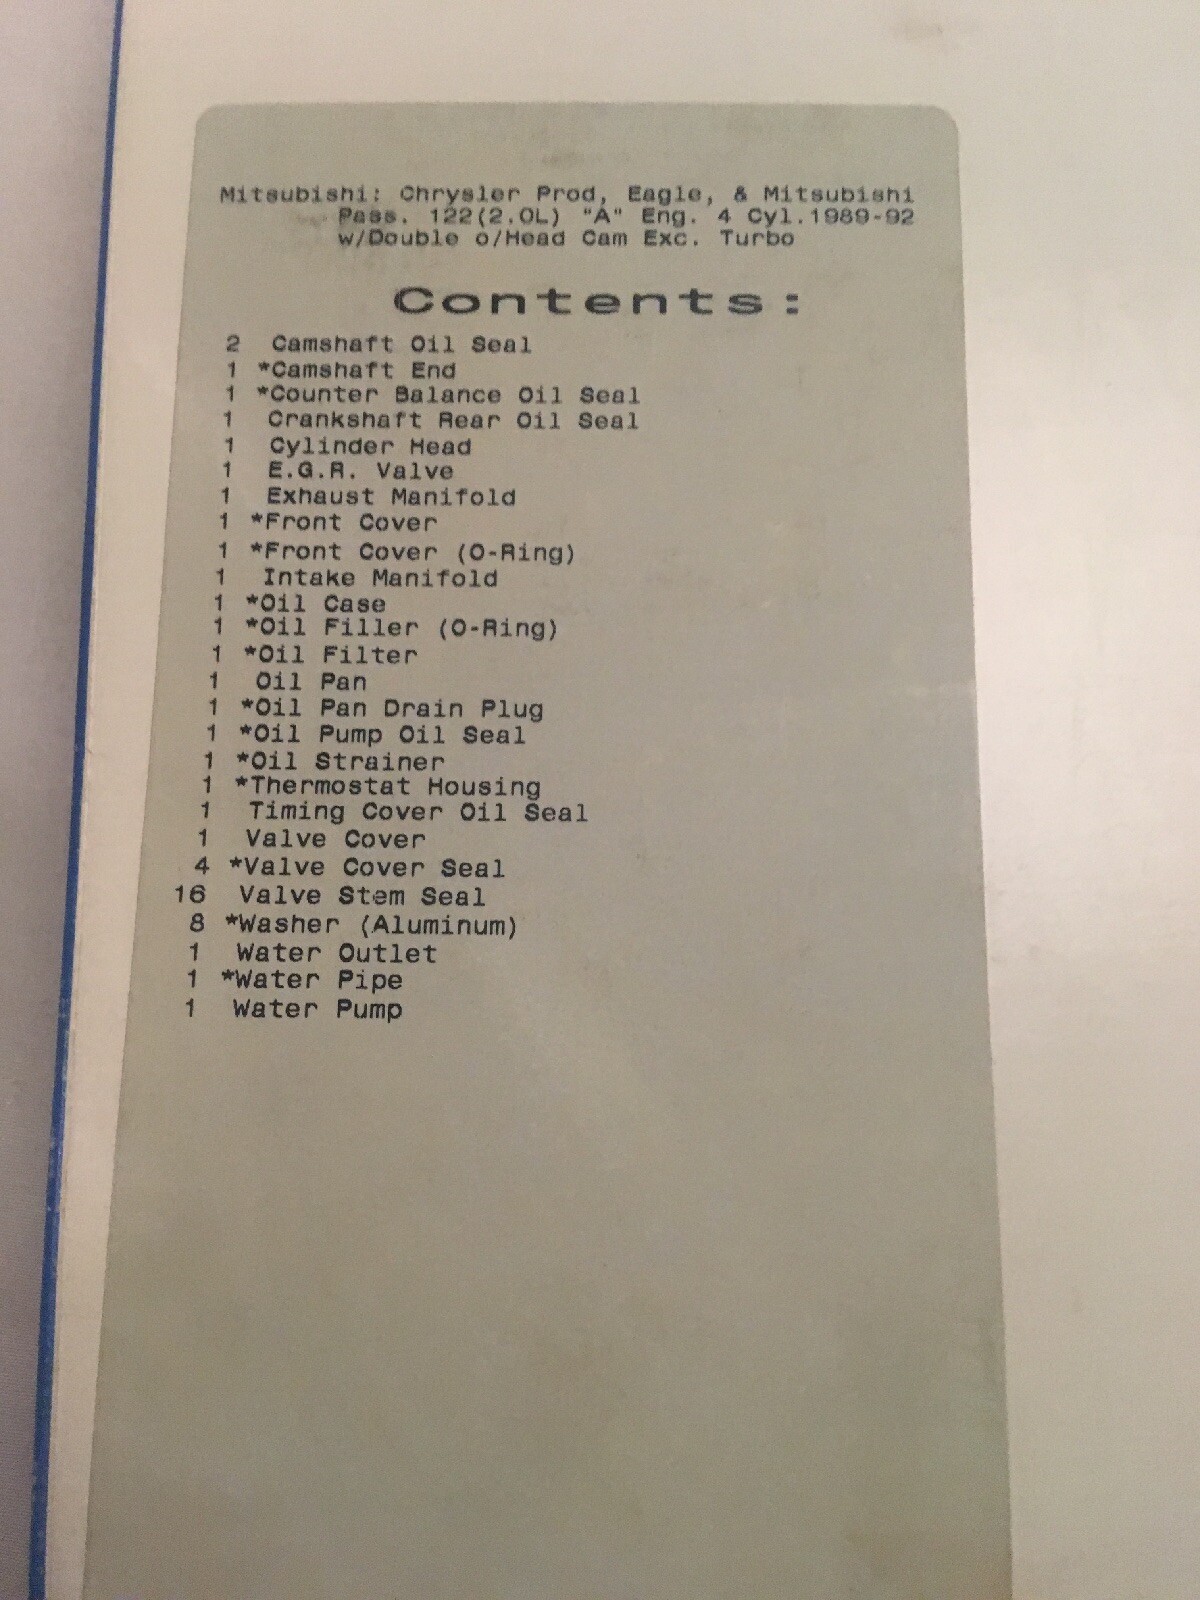 Mitsubishi: Chrysler Prod, Eagle, & Mitsubishi
Pass. 122(2.0L) "A" Eng. 4 Cyl.1989-92
w/Double o/Head Cam Exc. Turbo
Contents:
2 Camshaft Oil Seal
1 *Camshaft End
1 *Counter Balance Oil Seal
1 Crankshaft Rear Oil Seal
1 Cylinder Head
1 E.G.R. Valve
1 Exhaust Manifold
1 *Front Cover
1 *Front Cover (O-Ring)
1 Intake Manifold
1 *Oil Case
1 *Oil Filler (O-Ring)
1 *Oil Filter
1 Oil Pan
1 *Oil Pan Drain Plug
1 *Oil Pump Oil Seal
1 *Oil Strainer
1 *Thermostat Housing
1 Timing Cover Oil Seal
1 Valve Cover
4 *Valve Cover Seal
16 Valve Stem Seal
8 *Washer (Aluminum)
1 Water Outlet
1 *Water Pipe
1 Water Pump